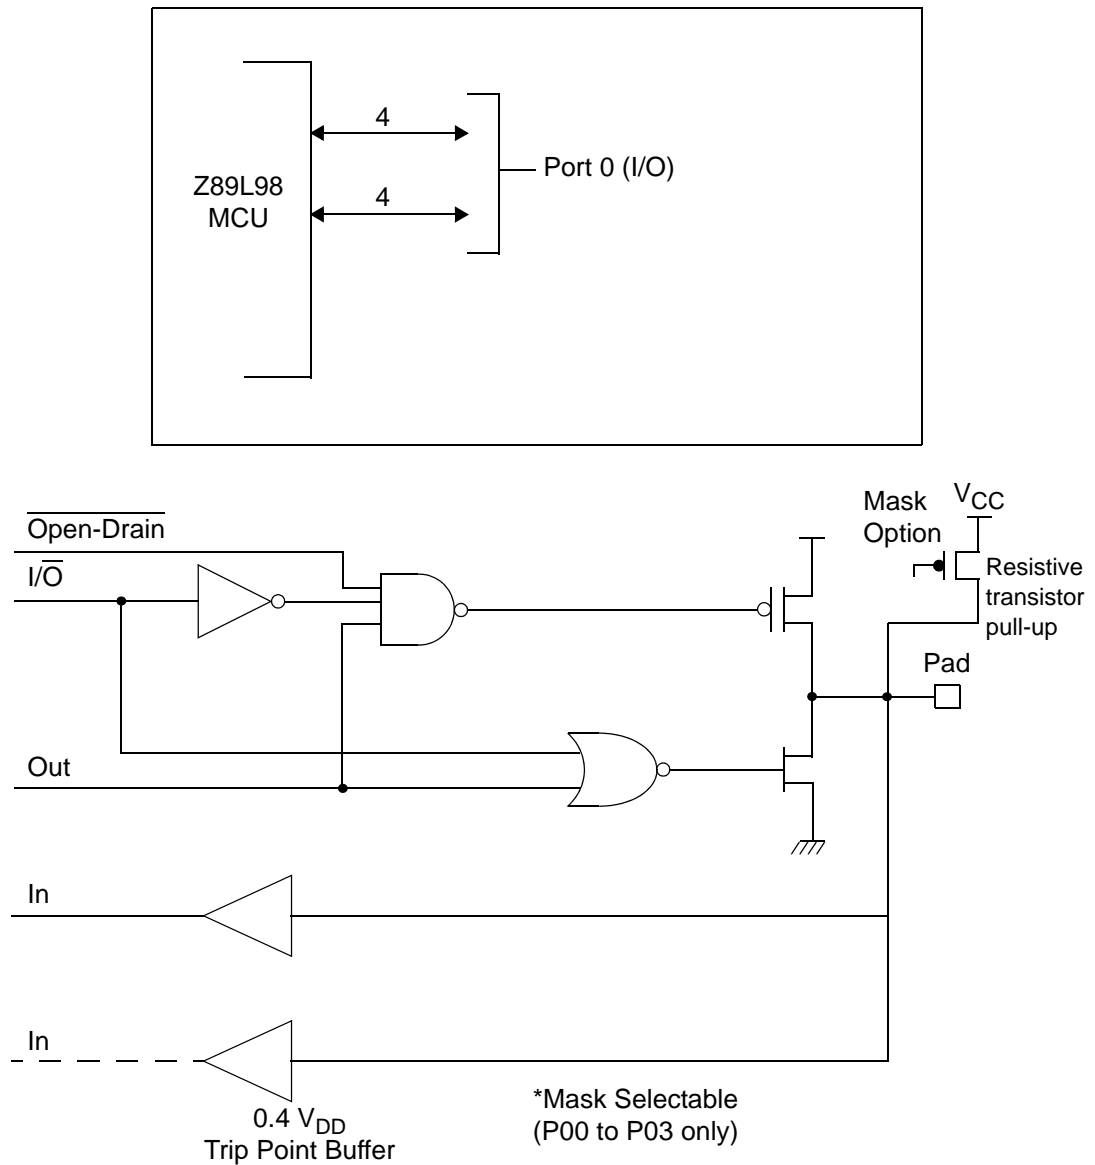 4
Port 0 (I/O)
Z89L98
MCU
4
Mask
Option
VCC
Open-Drain
I/O
Resistive
transistor
pull-up
Pad
Out
In
In
0.4 VDD
Trip Point Buffer
*Mask Selectable
(P00 to P03 only)